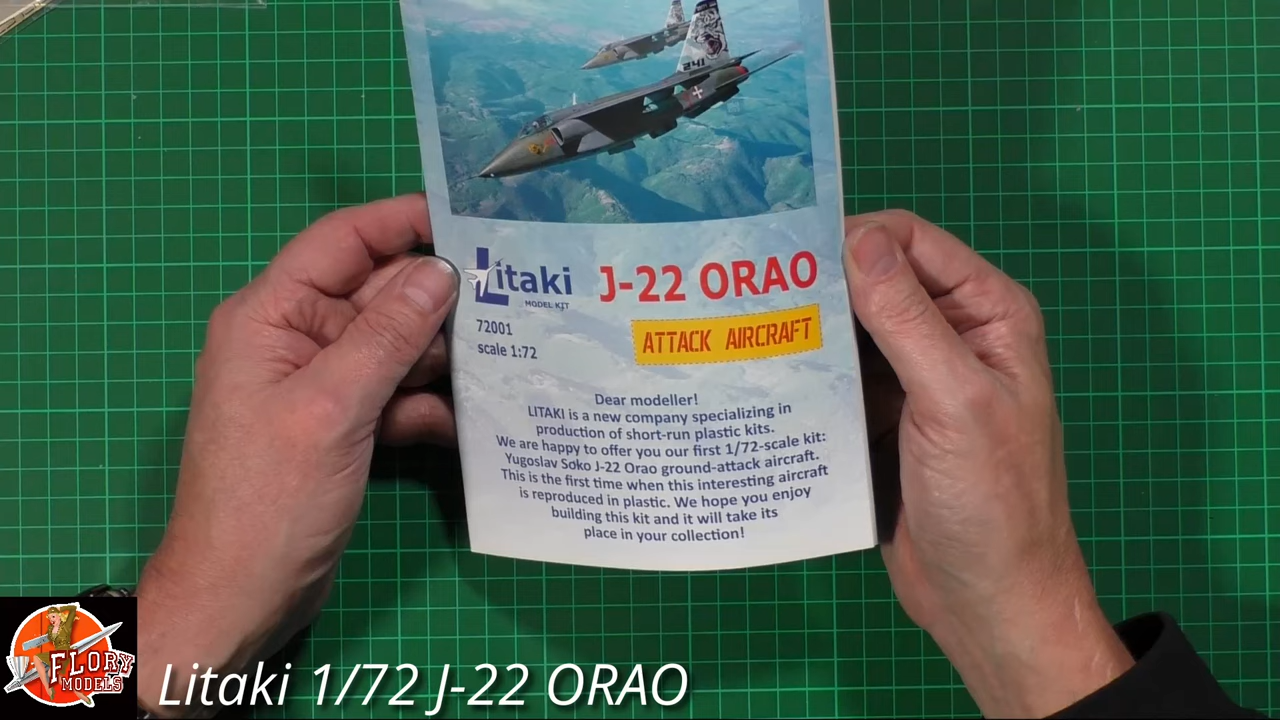 241
Litaki
MODEL KIT
J-22 ORAO
72001
scale 1:72
ATTACK AIRCRAFT
Dear modeller!
LITAKI is a new company specializing in
production of short-run plastic kits.
We are happy to offer you our first 1/72-scale kit:
Yugoslav Soko J-22 Orao ground-attack aircraft.
This is the first time when this interesting aircraft
is reproduced in plastic. We hope you enjoy
building this kit and it will take its
place in your collection!
FLORY
MODELS
Litaki 1/72 J-22 ORAO